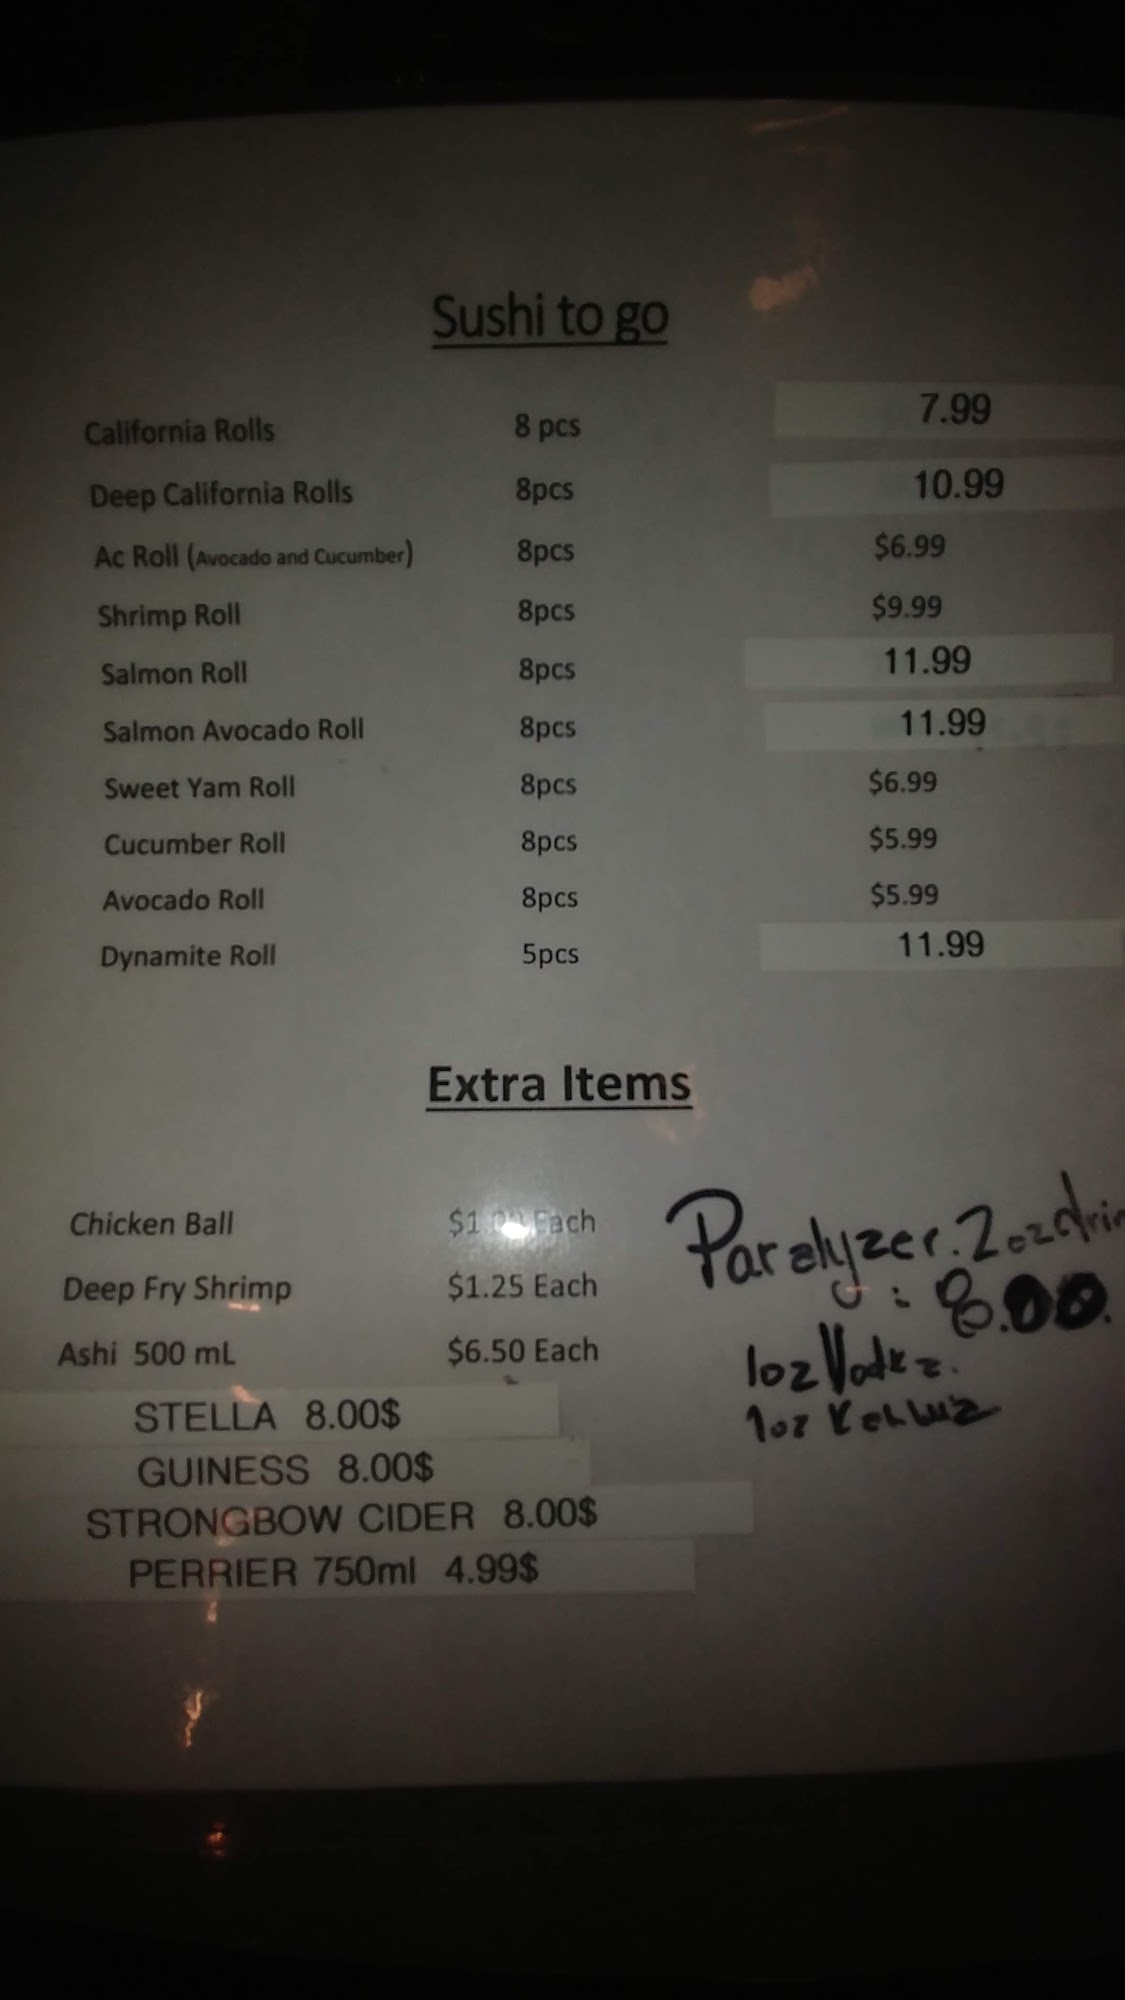 Sushi to go
California Rolls 8 pcs 7.99
Deep California Rolls 8pcs 10.99
Ac Roll (Avocado and Cucumber) 8pcs $6.99
Shrimp Roll 8pcs $9.99
Salmon Roll 8pcs 11.99
Salmon Avocado Roll 8pcs 11.99
Sweet Yam Roll 8pcs $6.99
Cucumber Roll 8pcs $5.99
Avocado Roll 8pcs $5.99
Dynamite Roll 5pcs 11.99
Extra Items
Chicken Ball Each
Deep Fry Shrimp $1.25 Each
Ashi 500 mL $6.50 Each
STELLA 8.00$
GUINESS 8.00$
STRONGBOW CIDER 8.00$
PERRIER 750ml 4.99$
Paralyzer. 2oz
8.00.
1oz Vodka.
1oz